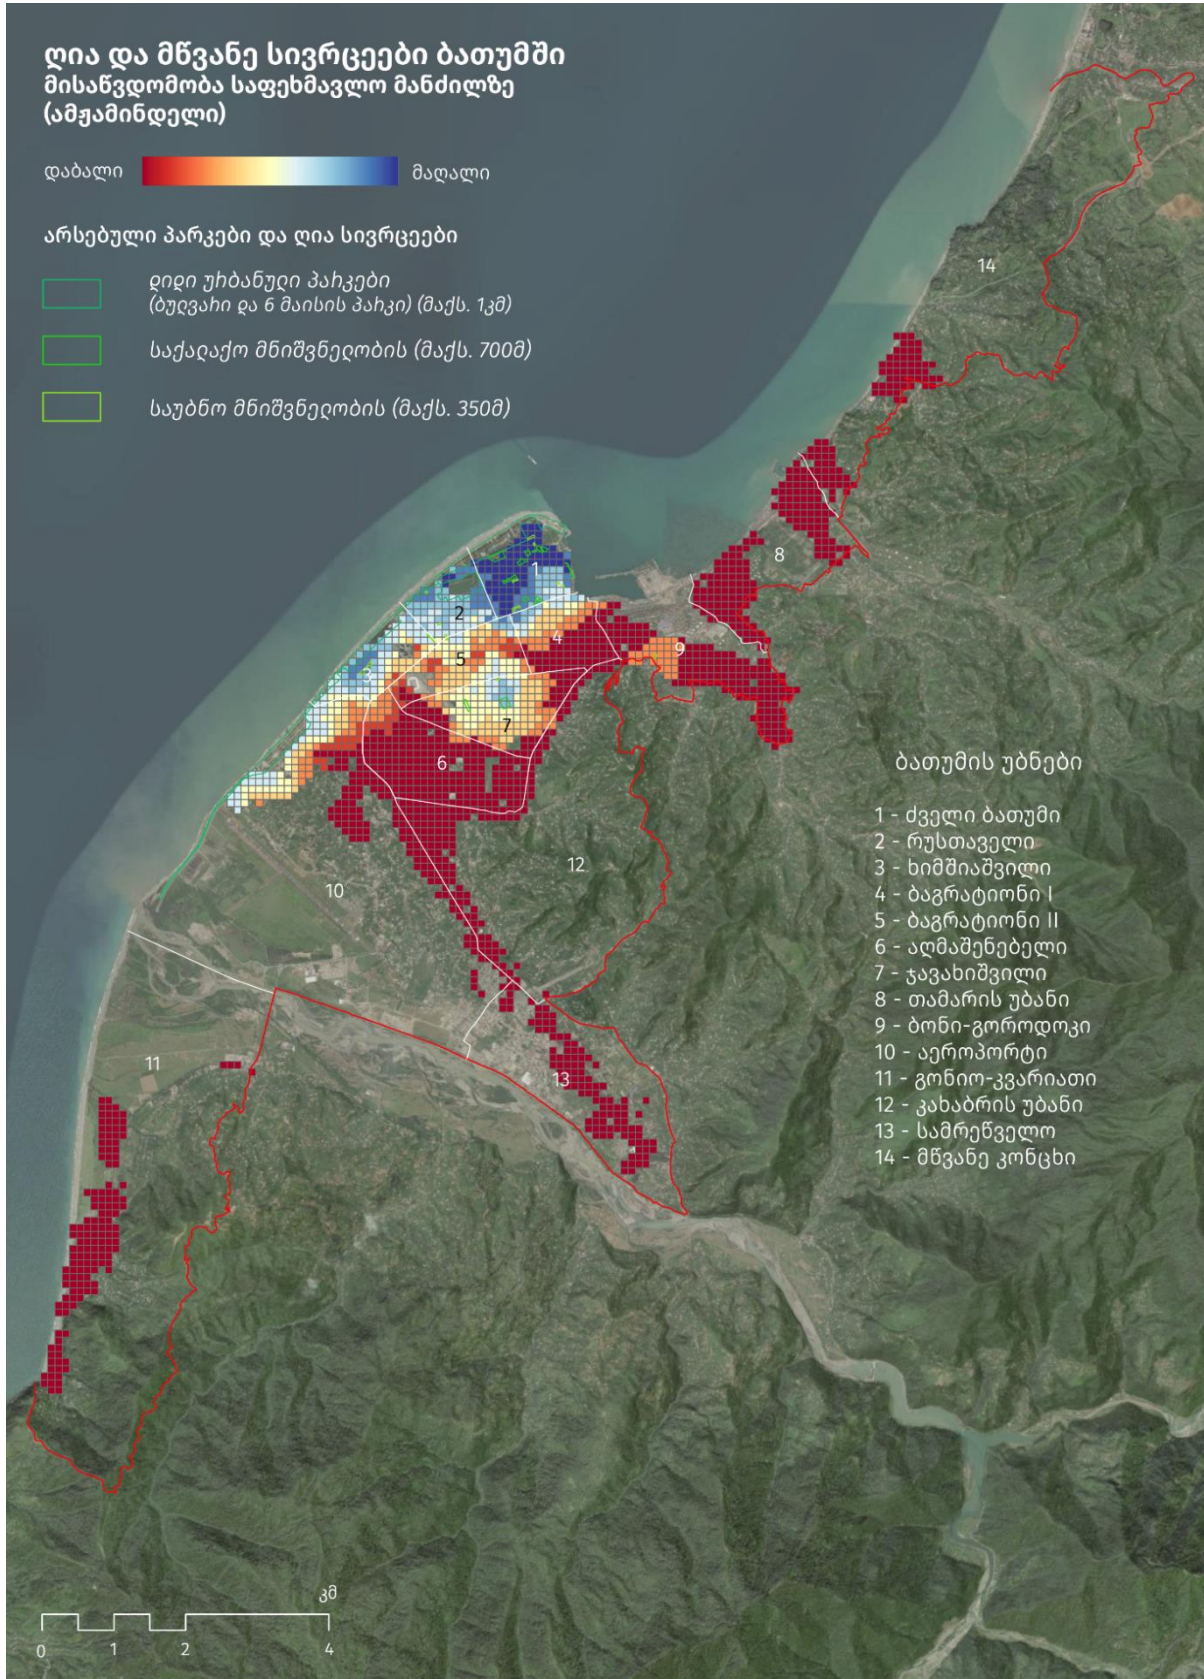 ღია და მწვანე სივრცეები ბათუმში
მისაწვდომობა საფეხმავლო მანძილზე
(ამჟამინდელი)
დაბალი მაღალი
არსებული პარკები და ღია სივრცეები
დიდი ურბანული პარკები
(ბულვარი და 6 მაისის პარკი) (მაქს. 1კმ)
საქალაქო მნიშვნელობის (მაქს. 700მ)
საუბნო მნიშვნელობის (მაქს. 350მ)
14
8
1
2
4
9
5
3
7
6
12
10
11
13
ბათუმის უბნები
1 - ძველი ბათუმი
2 - რუსთაველი
3 - ხიმშიაშვილი
4 - ბაგრატიონი I
5 - ბაგრატიონი II
6 - აღმაშენებელი
7 - ჯავახიშვილი
8 - თამარის უბანი
9 - ბონი-გოროდოკი
10 - აეროპორტი
11 - გონიო-კვარიათი
12 - კახაბრის უბანი
13 - სამრეწველო
14 - მწვანე კონცხი
კმ
0 1 2 4